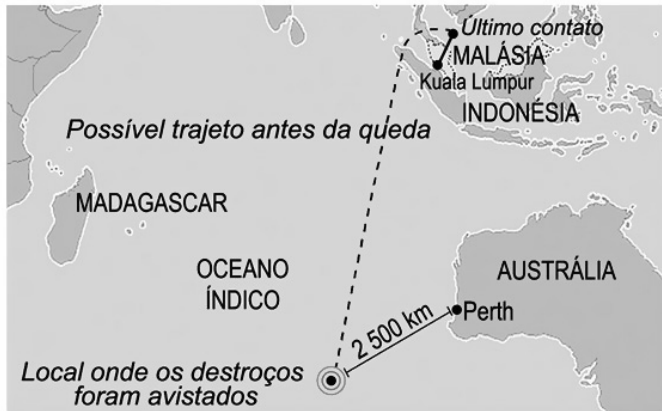 Último contato
MALÁSIA
Kuala Lumpur
INDONÉSIA
Possível trajeto antes da queda
MADAGASCAR
OCEANO
ÍNDICO
AUSTRÁLIA
Perth
2 500 km
Local onde os destroços
foram avistados